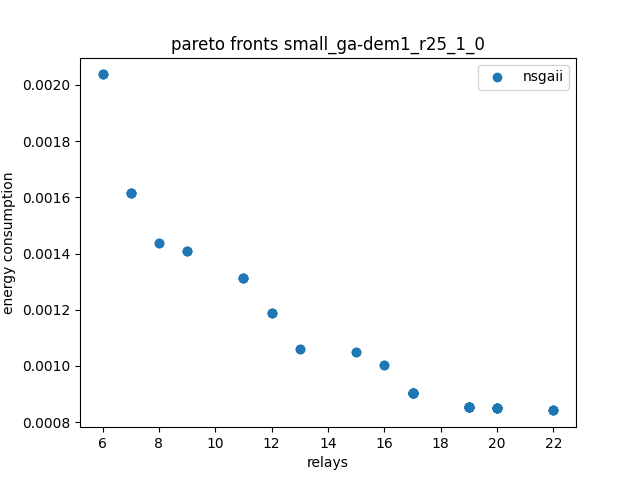 pareto fronts small_ga-dem1_r25_1_0
nsgaii
0.0020
0.0018
0.0016
0.0014
0.0012
0.0010
0.0008
energy consumption
6 8 10 12 14 16 18 20 22
relays